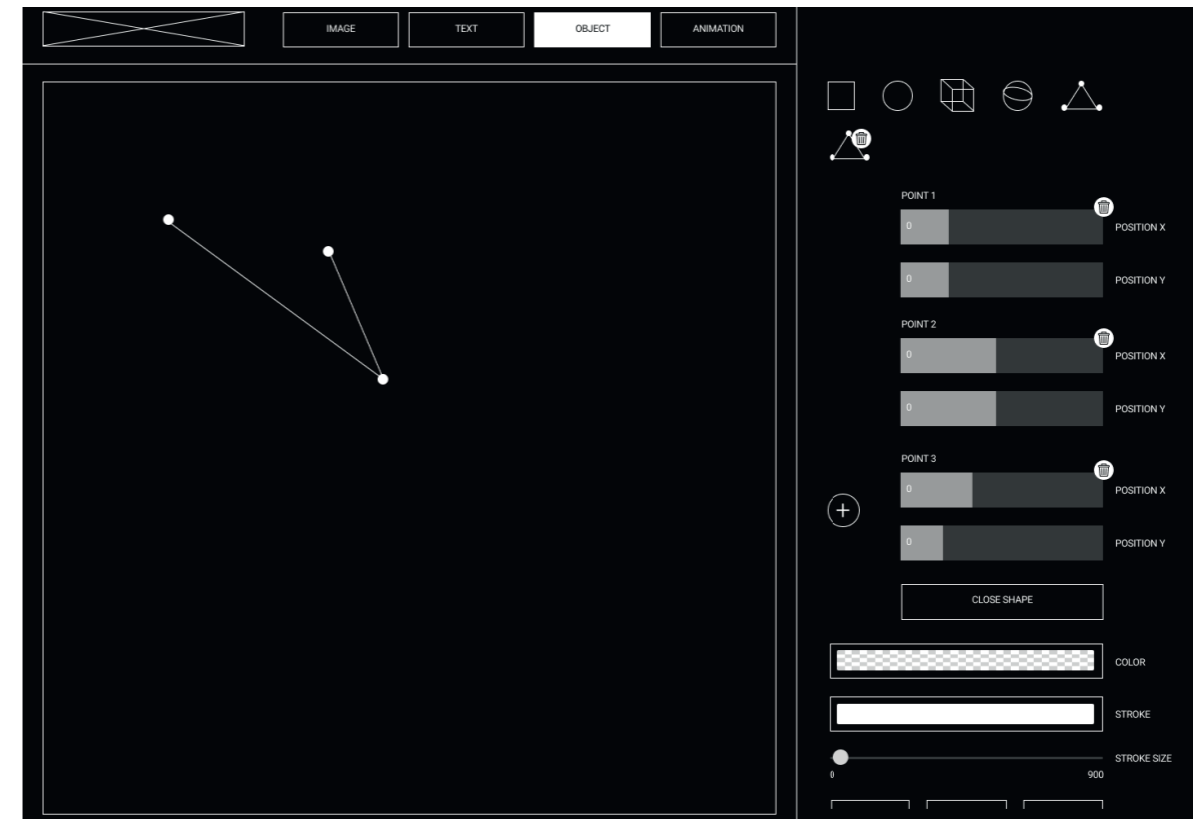 IMAGE
TEXT
OBJECT
ANIMATION
POINT 1
0
POSITION X
0
POSITION Y
POINT 2
0
POSITION X
0
POSITION Y
POINT 3
0
POSITION X
0
POSITION Y
CLOSE SHAPE
COLOR
STROKE
STROKE SIZE
0
900